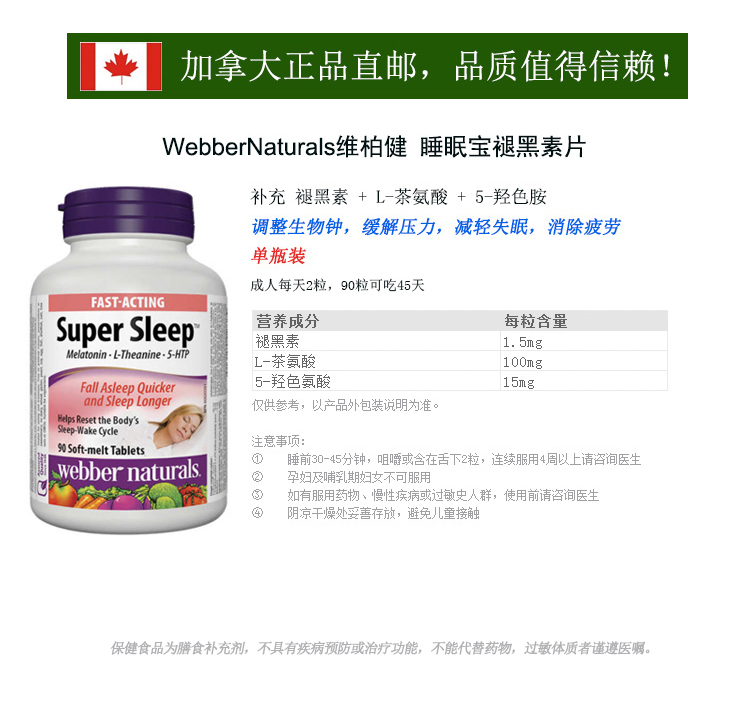 加拿大正品直邮，品质值得信赖！
WebberNaturals维柏健 睡眠宝褪黑素片
补充 褪黑素 + L-茶氨酸 + 5-羟色胺
调整生物钟，缓解压力，减轻失眠，消除疲劳
单瓶装
成人每天2粒，90粒可吃45天
营养成分 每粒含量
褪黑素 1.5mg
L-茶氨酸 100mg
5-羟色氨酸 15mg
仅供参考，以产品外包装说明为准。
注意事项：
① 睡前30-45分钟，咀嚼或含在舌下2粒，连续服用4周以上请咨询医生
② 孕妇及哺乳期妇女不可服用
③ 如有服用药物、慢性疾病或过敏史人群，使用前请咨询医生
④ 阴凉干燥处妥善存放，避免儿童接触
FAST-ACTING
Super Sleep™
Melatonin · L-Theanine · 5-HTP
Fall Asleep Quicker
and Sleep Longer
Helps Reset the Body's
Sleep-Wake Cycle
90 Soft-melt Tablets
webber naturals
保健食品为膳食补充剂，不具有疾病预防或治疗功能，不能代替药物，过敏体质者谨遵医嘱。